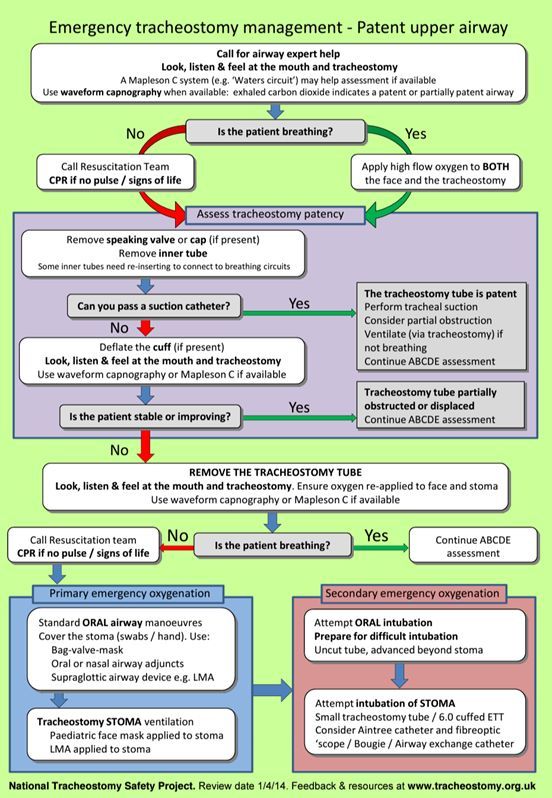 Emergency tracheostomy management - Patent upper airway
Call for airway expert help
Look, listen & feel at the mouth and tracheostomy
A Mapleson C system (e.g. ‘Waters circuit’) may help assessment if available
Use waveform capnography when available: exhaled carbon dioxide indicates a patent or partially patent airway
No
Is the patient breathing?
Yes
Call Resuscitation Team
CPR if no pulse / signs of life
Apply high flow oxygen to BOTH
the face and the tracheostomy
Assess tracheostomy patency
Remove speaking valve or cap (if present)
Remove inner tube
Some inner tubes need re-inserting to connect to breathing circuits
Can you pass a suction catheter?
Yes
The tracheostomy tube is patent
Perform tracheal suction
Consider partial obstruction
Ventilate (via tracheostomy) if
not breathing
Continue ABCDE assessment
No
Deflate the cuff (if present)
Look, listen & feel at the mouth and tracheostomy
Use waveform capnography or Mapleson C if available
Is the patient stable or improving?
Yes
Tracheostomy tube partially
obstructed or displaced
Continue ABCDE assessment
No
REMOVE THE TRACHEOSTOMY TUBE
Look, listen & feel at the mouth and tracheostomy. Ensure oxygen re-applied to face and stoma
Use waveform capnography or Mapleson C if available
Call Resuscitation team
CPR if no pulse / signs of life
No
Is the patient breathing?
Yes
Continue ABCDE
assessment
Primary emergency oxygenation
Standard ORAL airway manoeuvres
Cover the stoma (swabs / hand). Use:
Bag-valve-mask
Oral or nasal airway adjuncts
Supraglottic airway device e.g. LMA
Tracheostomy STOMA ventilation
Paediatric face mask applied to stoma
LMA applied to stoma
Secondary emergency oxygenation
Attempt ORAL intubation
Prepare for difficult intubation
Uncut tube, advanced beyond stoma
Attempt intubation of STOMA
Small tracheostomy tube / 6.0 cuffed ETT
Consider Aintree catheter and fibreoptic
‘scope / Bougie / Airway exchange catheter
National Tracheostomy Safety Project. Review date 1/4/14. Feedback & resources at www.tracheostomy.org.uk